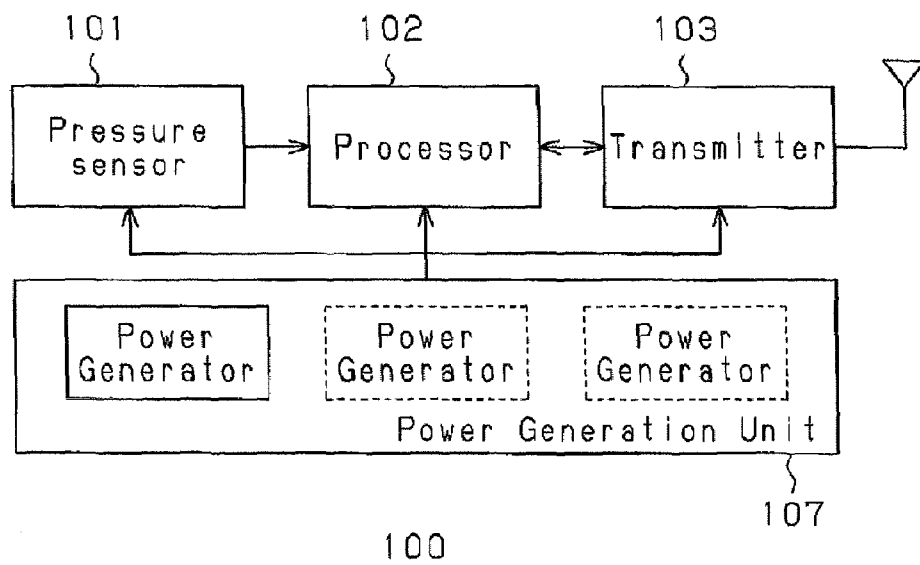 101
102
103
Pressure
sensor
Processor
Transmitter
Power
Generator
Power
Generator
Power
Generator
Power Generation Unit
107
100